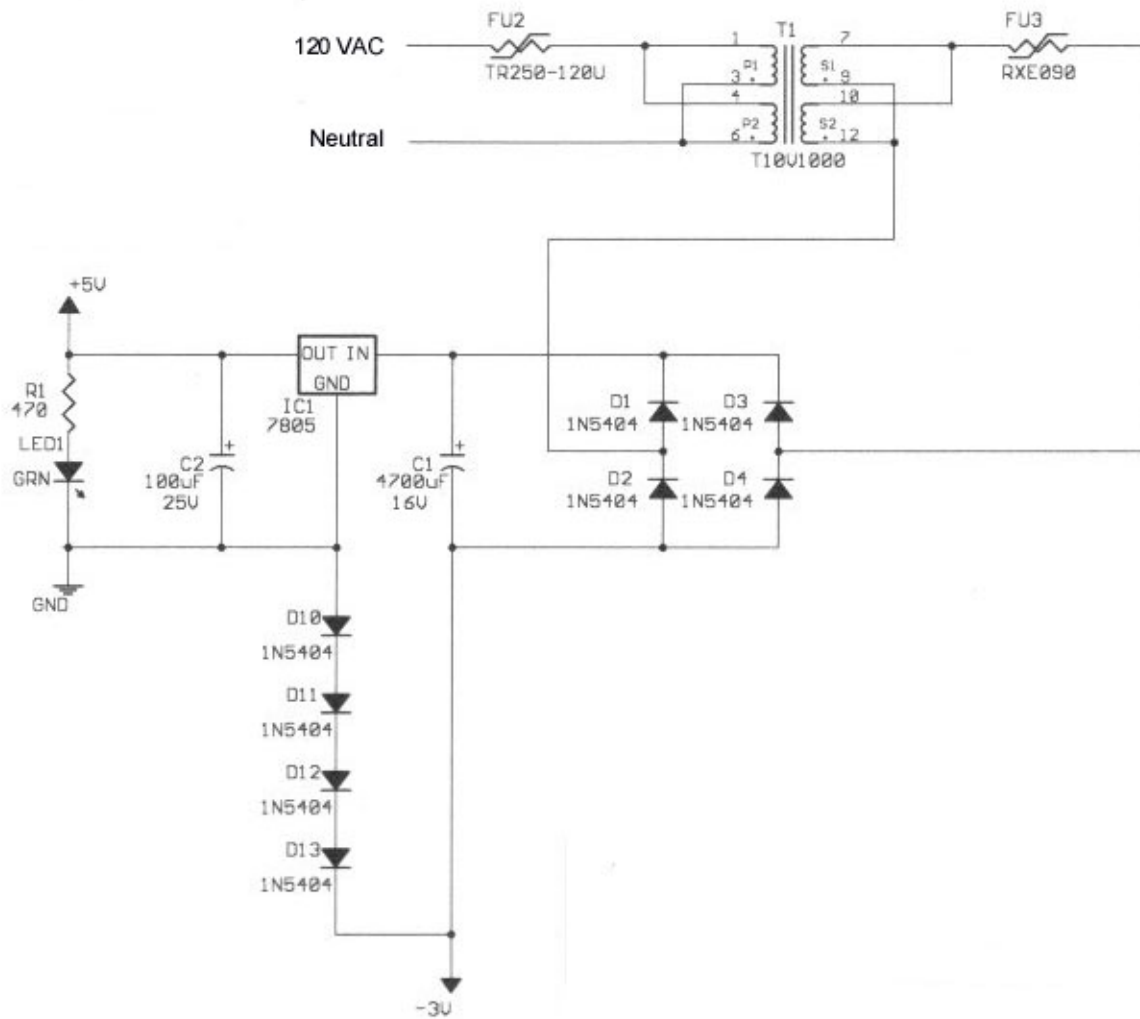 FU2
120 VAC
TR250-120U
T1
1
7
P1
S1
3
9
4
10
P2
S2
6
12
T10V1000
FU3
RXE090
Neutral
+5V
R1
470
LED1
GRN
GND
OUT IN
GND
IC1
7805
C2
100uF
25V
+
C1
4700uF
16V
+
D1
1N5404
D3
1N5404
D2
1N5404
D4
1N5404
D10
1N5404
D11
1N5404
D12
1N5404
D13
1N5404
-3V